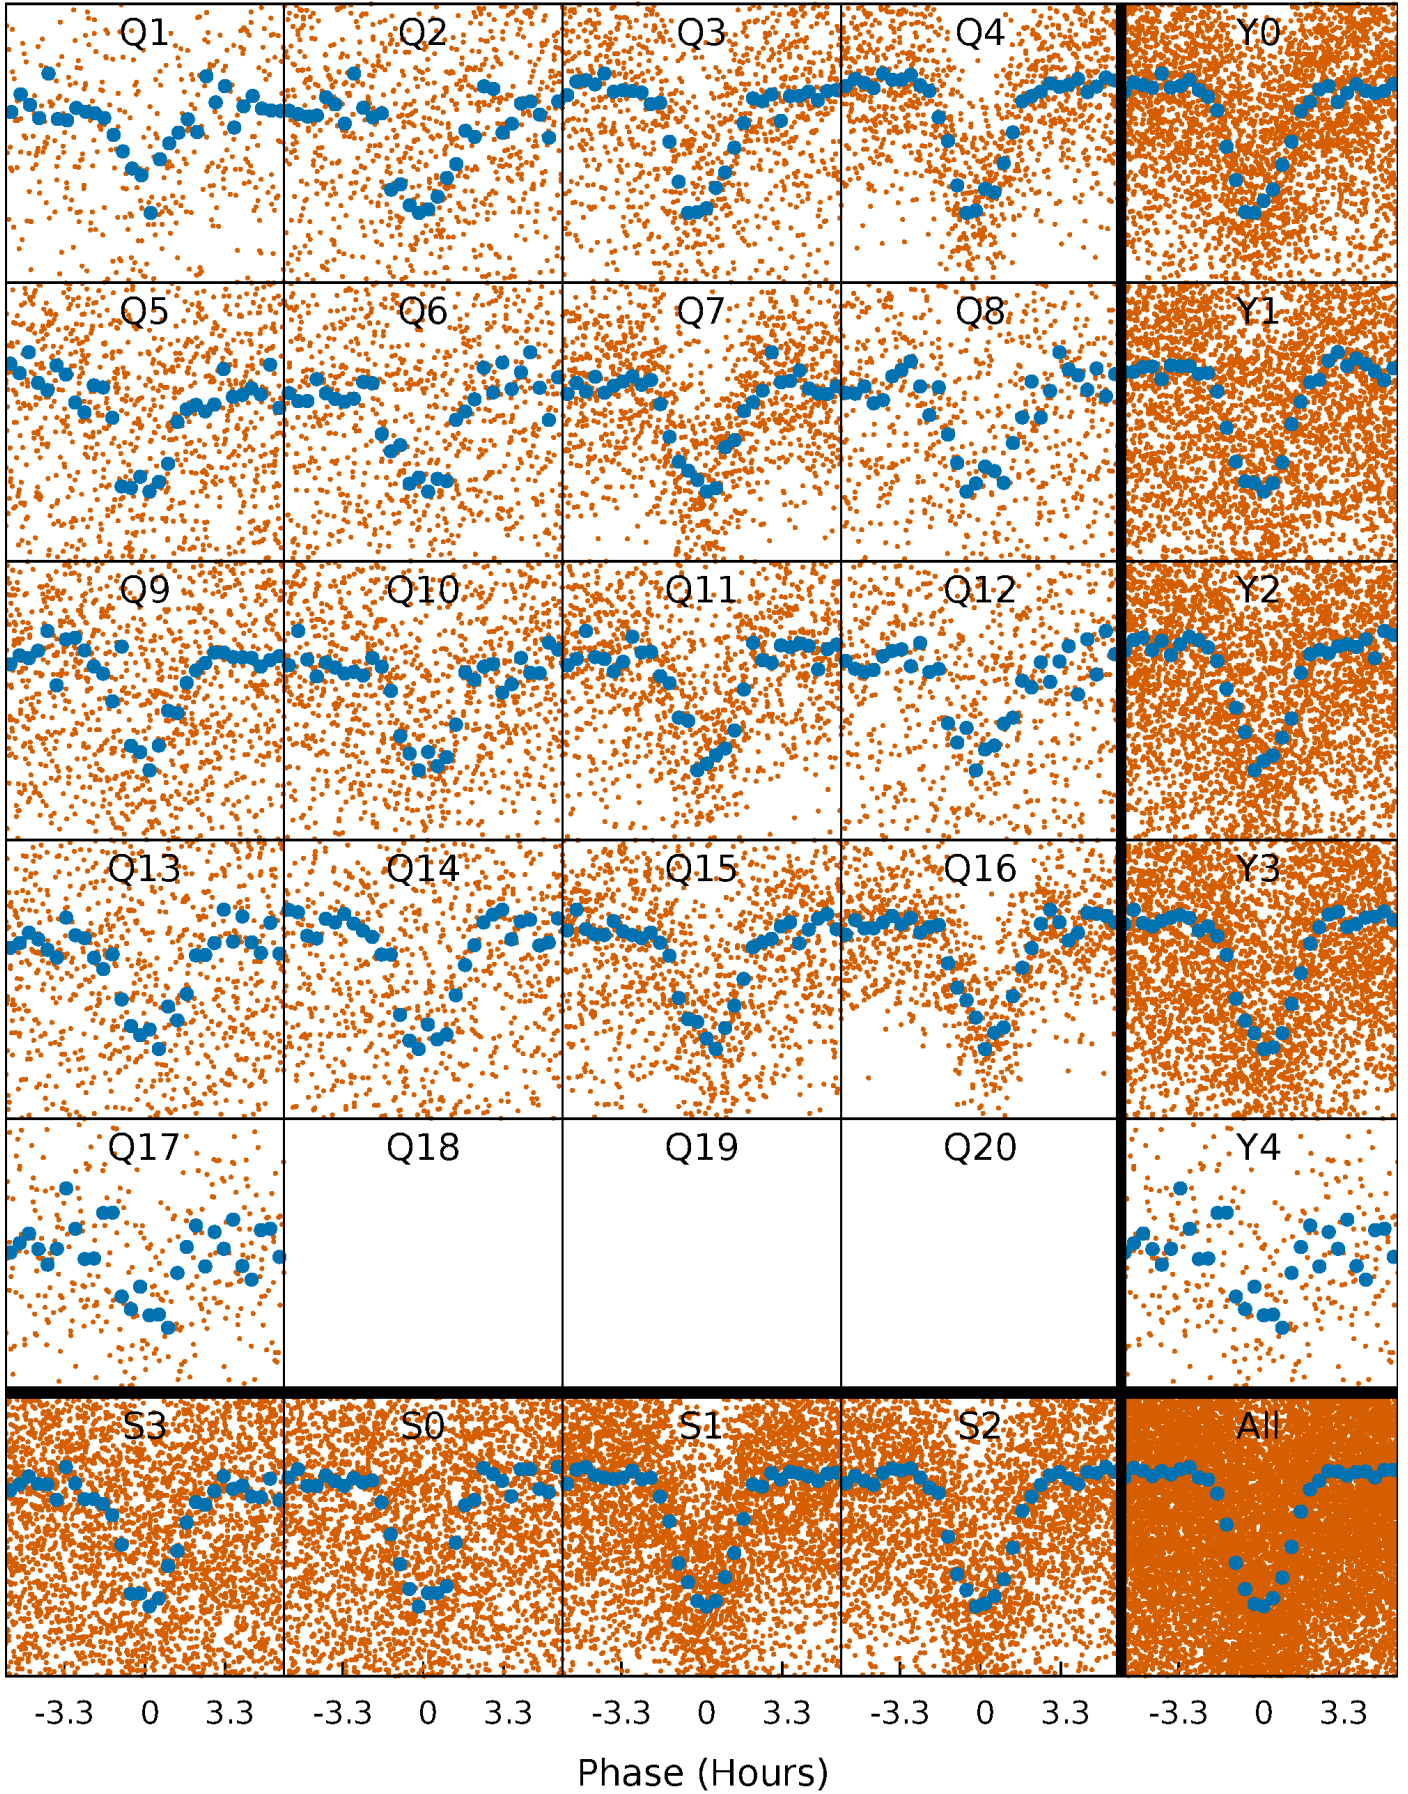 Q1 Q2 Q3 Q4 Y0
Q5 Q6 Q7 Q8 Y1
Q9 Q10 Q11 Q12 Y2
Q13 Q14 Q15 Q16 Y3
Q17 Q18 Q19 Q20 Y4
S3 S0 S1 S2 All
-3.3 0 3.3 -3.3 0 3.3 -3.3 0 3.3 -3.3 0 3.3 -3.3 0 3.3
Phase (Hours)